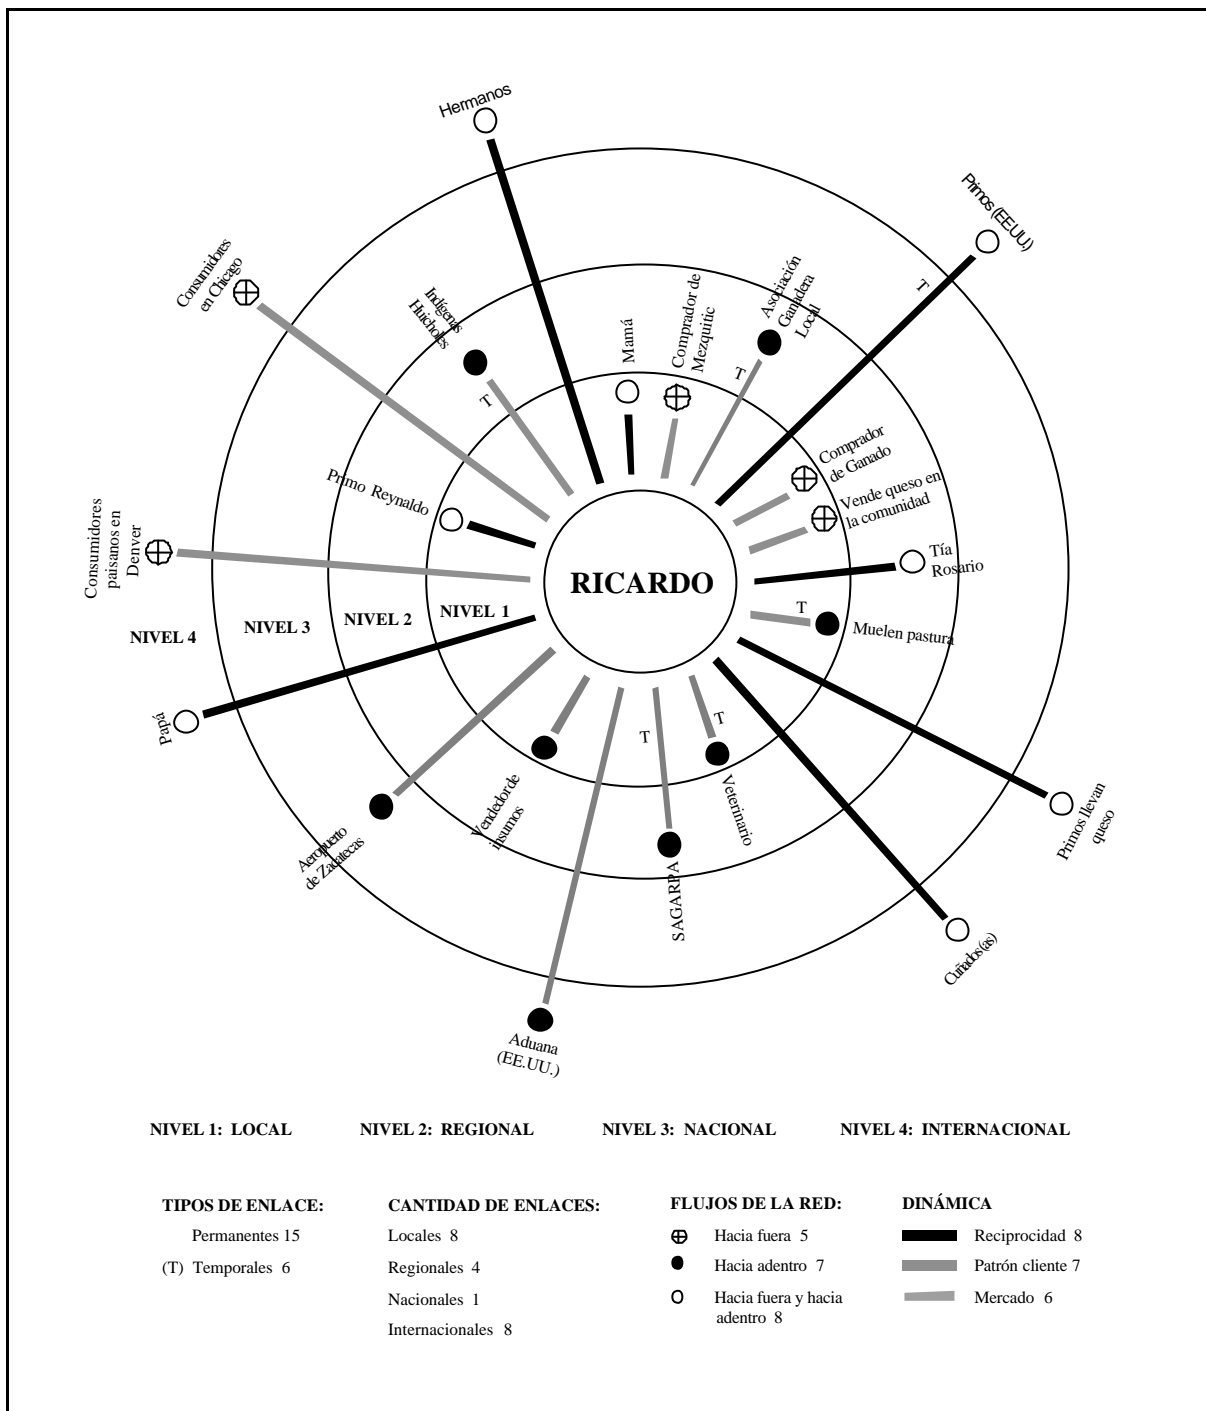 Hermanos
Primos (EE.UU.)
T
Consumidores
en Chicago
Indígenas
Huicholes
T
Mamá
Comprador de
Mezquitic
Asociación
Ganadera
Local
T
Comprador
de Ganado
Vende queso en
la comunidad
Primo Reynaldo
Consumidores
paisanos en
Denver
RICARDO
Tía
Rosario
T
Muelen pastura
NIVEL 4
NIVEL 3
NIVEL 2
NIVEL 1
Papá
Aeropuerto
de Zacatecas
Vendedor de
insumos
T
T
Veterinario
SAGARPA
Primos llevan
queso
Cuñados(as)
Aduana
(EE.UU.)
NIVEL 1: LOCAL
NIVEL 2: REGIONAL
NIVEL 3: NACIONAL
NIVEL 4: INTERNACIONAL
TIPOS DE ENLACE:
Permanentes 15
(T) Temporales 6
CANTIDAD DE ENLACES:
Locales 8
Regionales 4
Nacionales 1
Internacionales 8
FLUJOS DE LA RED:
Hacia fuera 5
Hacia adentro 7
Hacia fuera y hacia
adentro 8
DINÁMICA
Reciprocidad 8
Patrón cliente 7
Mercado 6